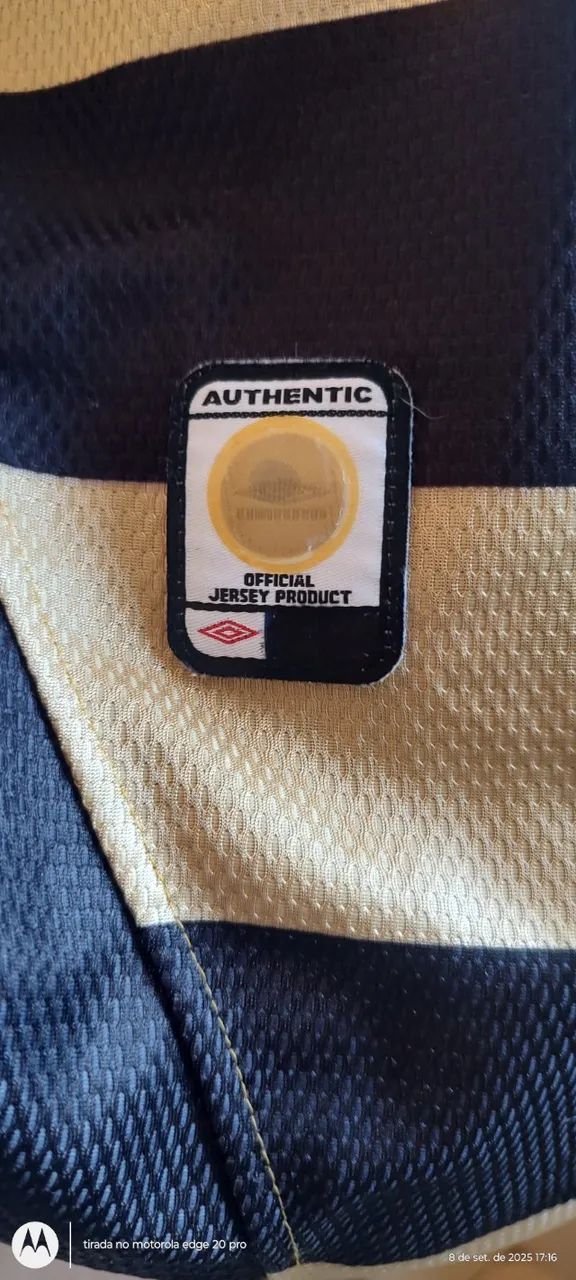 AUTHENTIC
OFFICIAL
JERSEY PRODUCT
tirada no motorola edge 20 pro
8 de set. de 2025 17:16